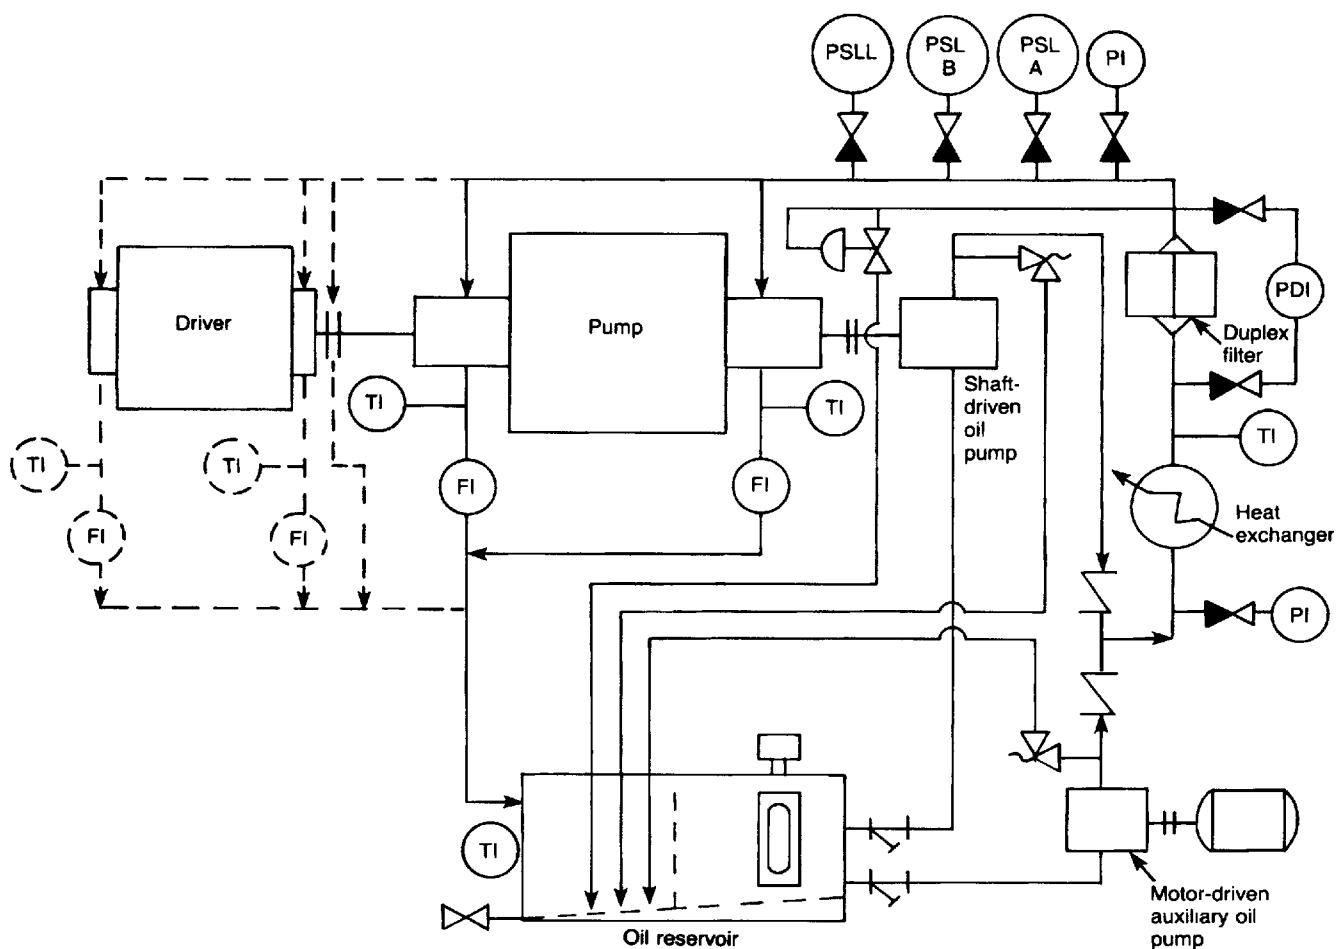 PSLL
PSL
B
PSL
A
PI
Driver
Pump
PDI
Duplex
filter
TI
TI
Shaft-
driven
oil
pump
TI
TI
TI
FI
FI
Heat
exchanger
FI
FI
PI
TI
Motor-driven
auxiliary oil
pump
Oil reservoir